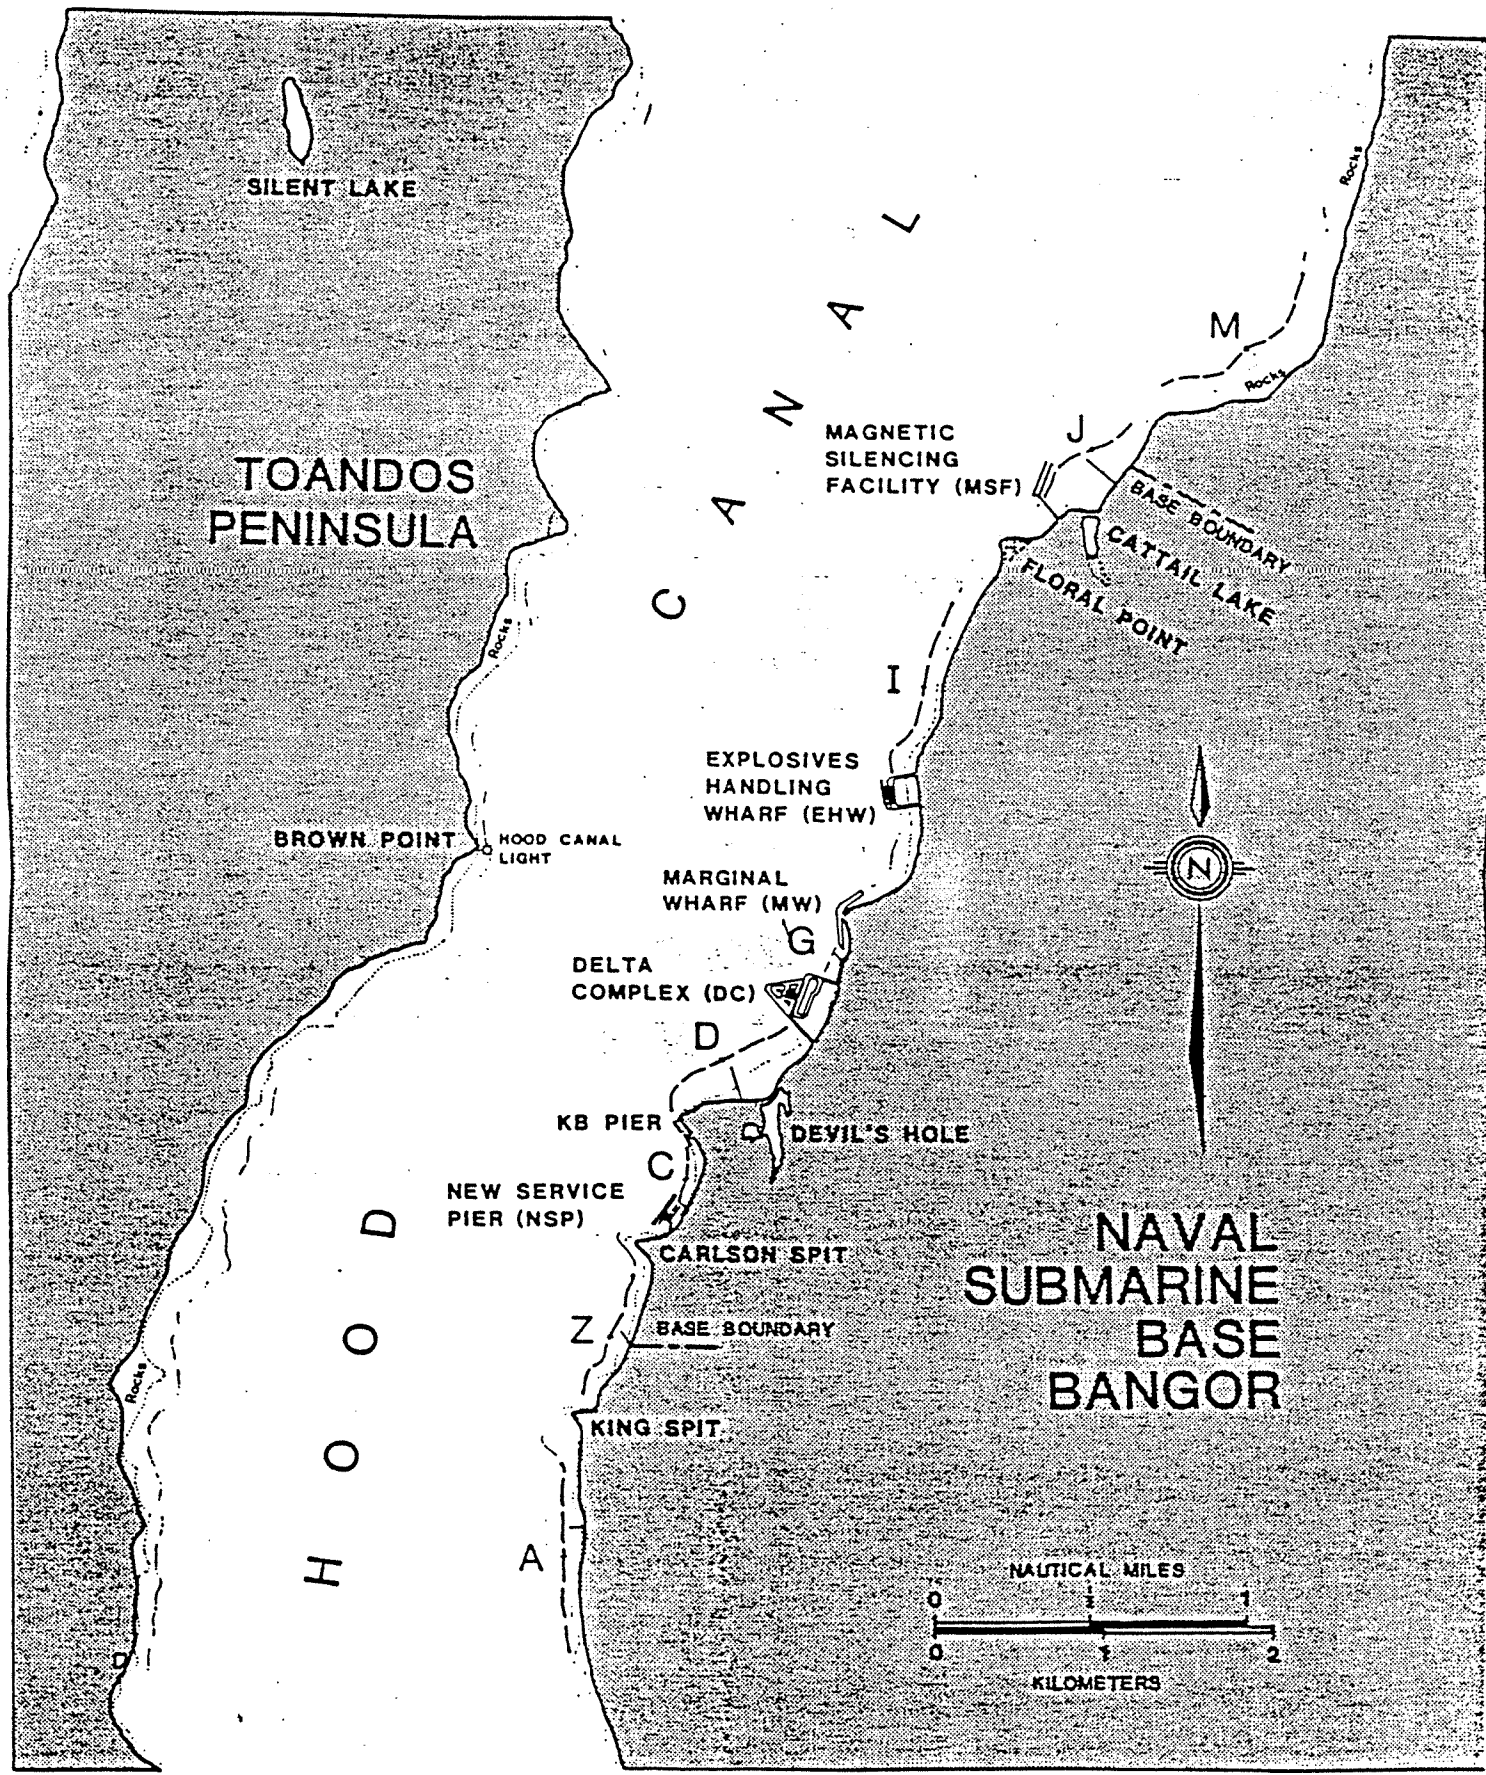 SILENT LAKE
Rocks
M
Rocks
J
MAGNETIC
SILENCING
FACILITY (MSF)
TOANDOS
PENINSULA
BASE BOUNDARY
CATTAIL LAKE
FLORAL POINT
Rocks
I
EXPLOSIVES
HANDLING
WHARF (EHW)
BROWN POINT
HOOD CANAL
LIGHT
N
MARGINAL
WHARF (MW)
G
DELTA
COMPLEX (DC)
D
KB PIER
DEVIL'S HOLE
C
NEW SERVICE
PIER (NSP)
CARLSON SPIT
NAVAL
SUBMARINE
BASE
BANGOR
Z
BASE BOUNDARY
Rocks
KING SPIT
HOOD CANAL
A
NAUTICAL MILES
0 1
0 1 2
KILOMETERS
D